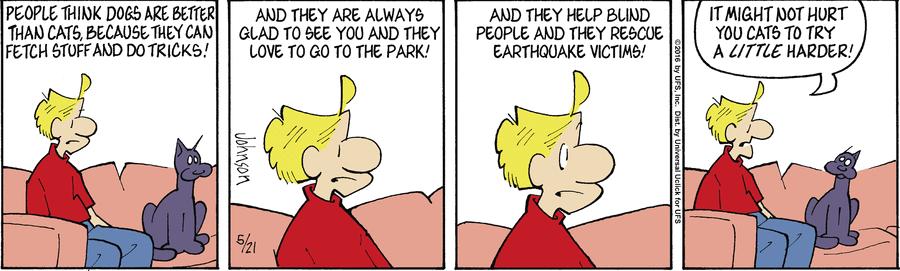 PEOPLE THINK DOGS ARE BETTER
THAN CATS, BECAUSE THEY CAN
FETCH STUFF AND DO TRICKS!
AND THEY ARE ALWAYS
GLAD TO SEE YOU AND THEY
LOVE TO GO TO THE PARK!
Johnson
5/21
AND THEY HELP BLIND
PEOPLE AND THEY RESCUE
EARTHQUAKE VICTIMS!
©2016 by UFS, Inc. Dist. by Universal Uclick for UFS
IT MIGHT NOT HURT
YOU CATS TO TRY
A LITTLE HARDER!